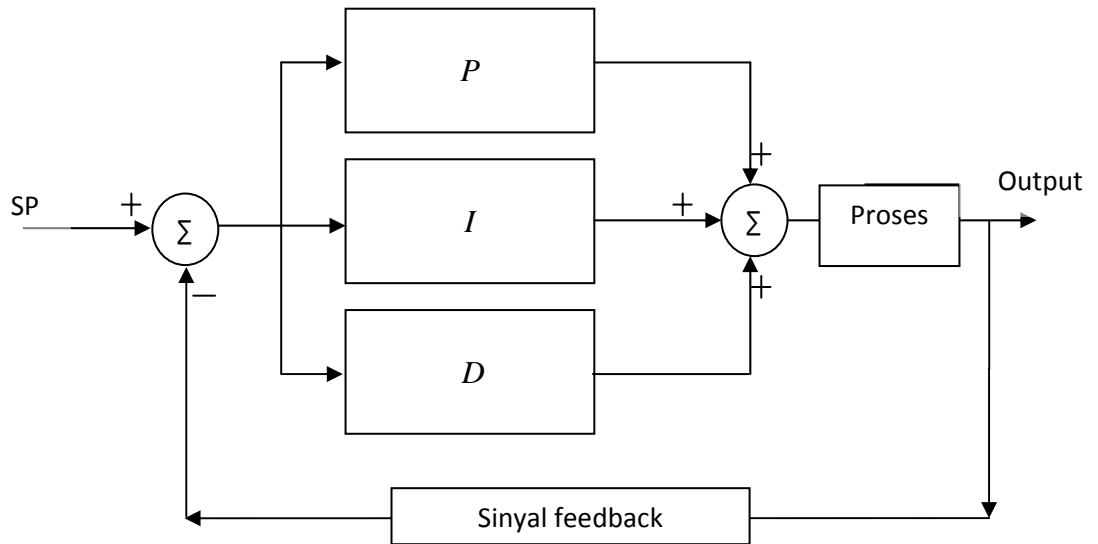 P
+
SP
+
Σ
I
+
Σ
Proses
Output
+
−
D
Sinyal feedback